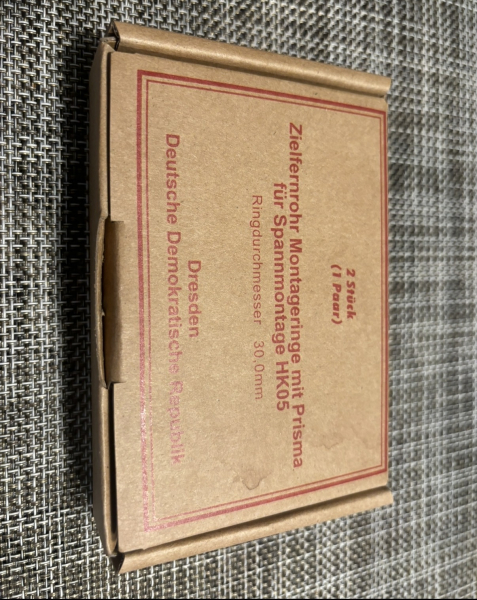 2 Stück
(1 Paar)
Zielfernrohr Montageringe mit Prisma
für Spannmontage HK05
Ringdurchmesser 30,0mm
Dresden
Deutsche Demokratische Republik